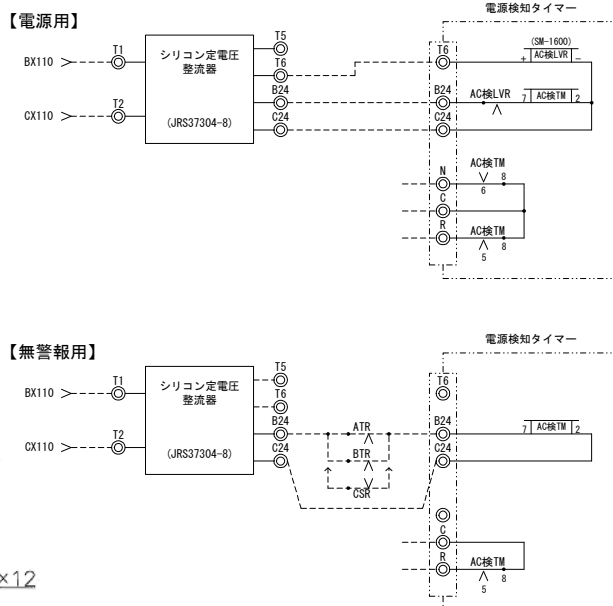 電源検知タイマー
【電源用】
T5
T6
T6
BX110
T1
シリコン定電圧
整流器
(SM-1600)
+ AC検LVR −
B24
B24
AC検LVR
7 AC検TM 2
CX110
T2
(JRS37304-8)
C24
C24
AC検TM
N
8
6
C
R
AC検TM
8
5
電源検知タイマー
【無警報用】
T5
T6
T6
BX110
T1
シリコン定電圧
整流器
B24
ATR
B24
7 AC検TM 2
CX110
T2
(JRS37304-8)
C24
BTR
C24
CSR
C
R
AC検TM
8
5
×12